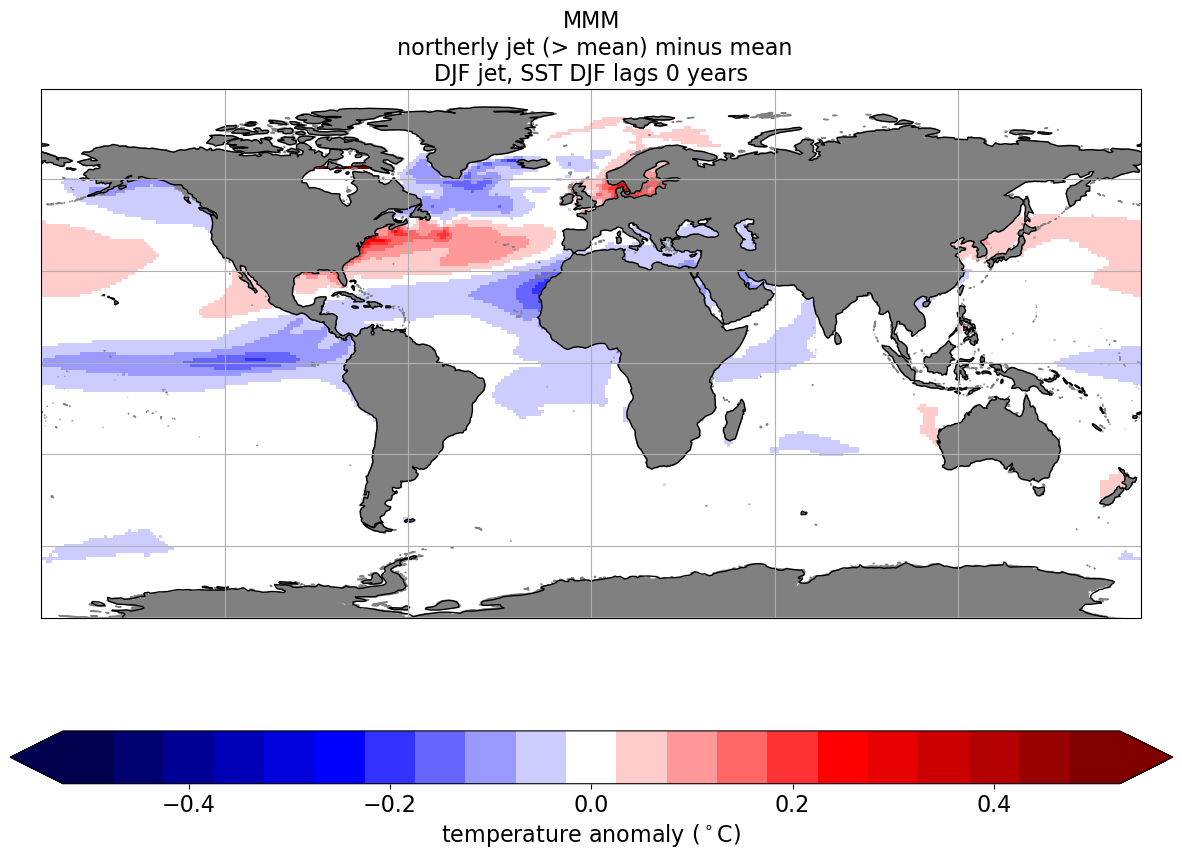 MMM
northerly jet (> mean) minus mean
DJF jet, SST DJF lags 0 years
−0.4 −0.2 0.0 0.2 0.4
temperature anomaly (°C)